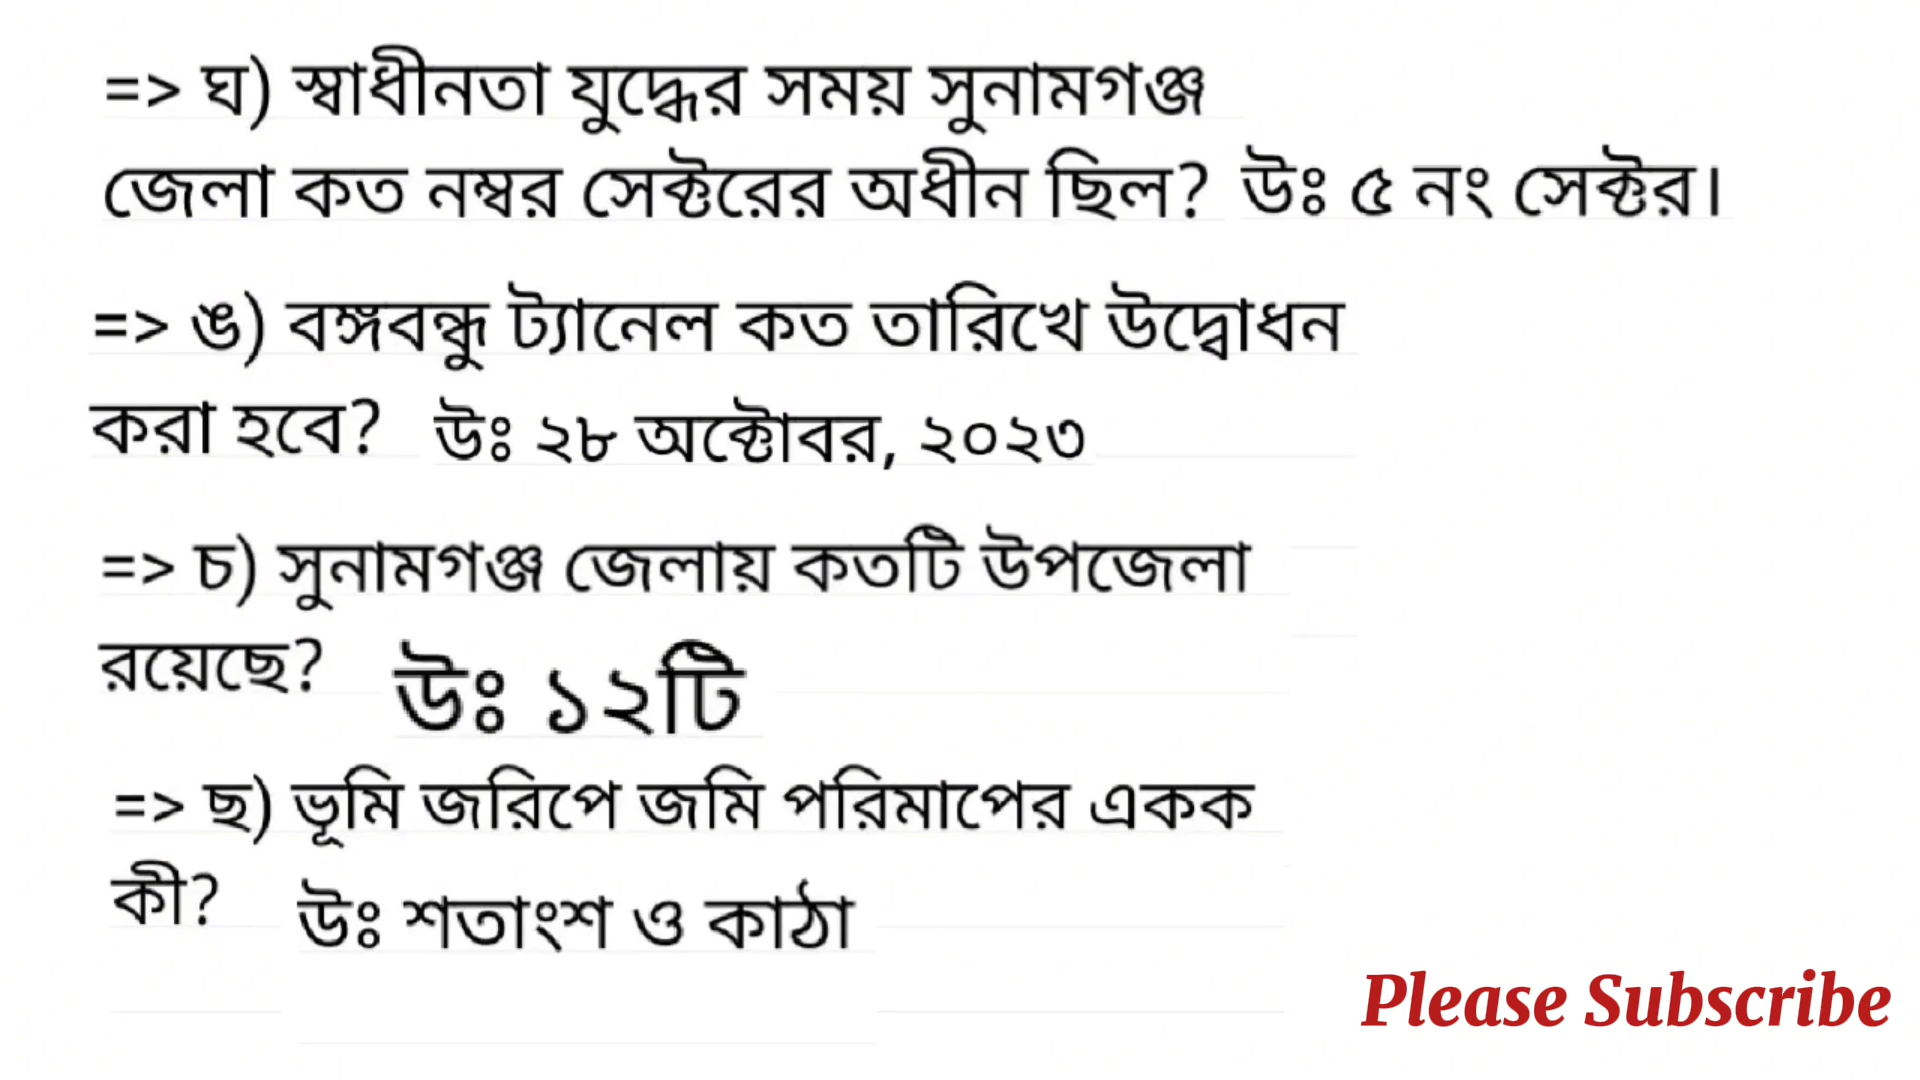 => ঘ) স্বাধীনতা যুদ্ধের সময় সুনামগঞ্জ
জেলা কত নম্বর সেক্টরের অধীন ছিল? উঃ ৫ নং সেক্টর।
=> ঙ) বঙ্গবন্ধু ট্যানেল কত তারিখে উদ্বোধন
করা হবে? উঃ ২৮ অক্টোবর, ২০২৩
=> চ) সুনামগঞ্জ জেলায় কতটি উপজেলা
রয়েছে? উঃ ১২টি
=> ছ) ভূমি জরিপে জমি পরিমাপের একক
কী? উঃ শতাংশ ও কাঠা
Please Subscribe